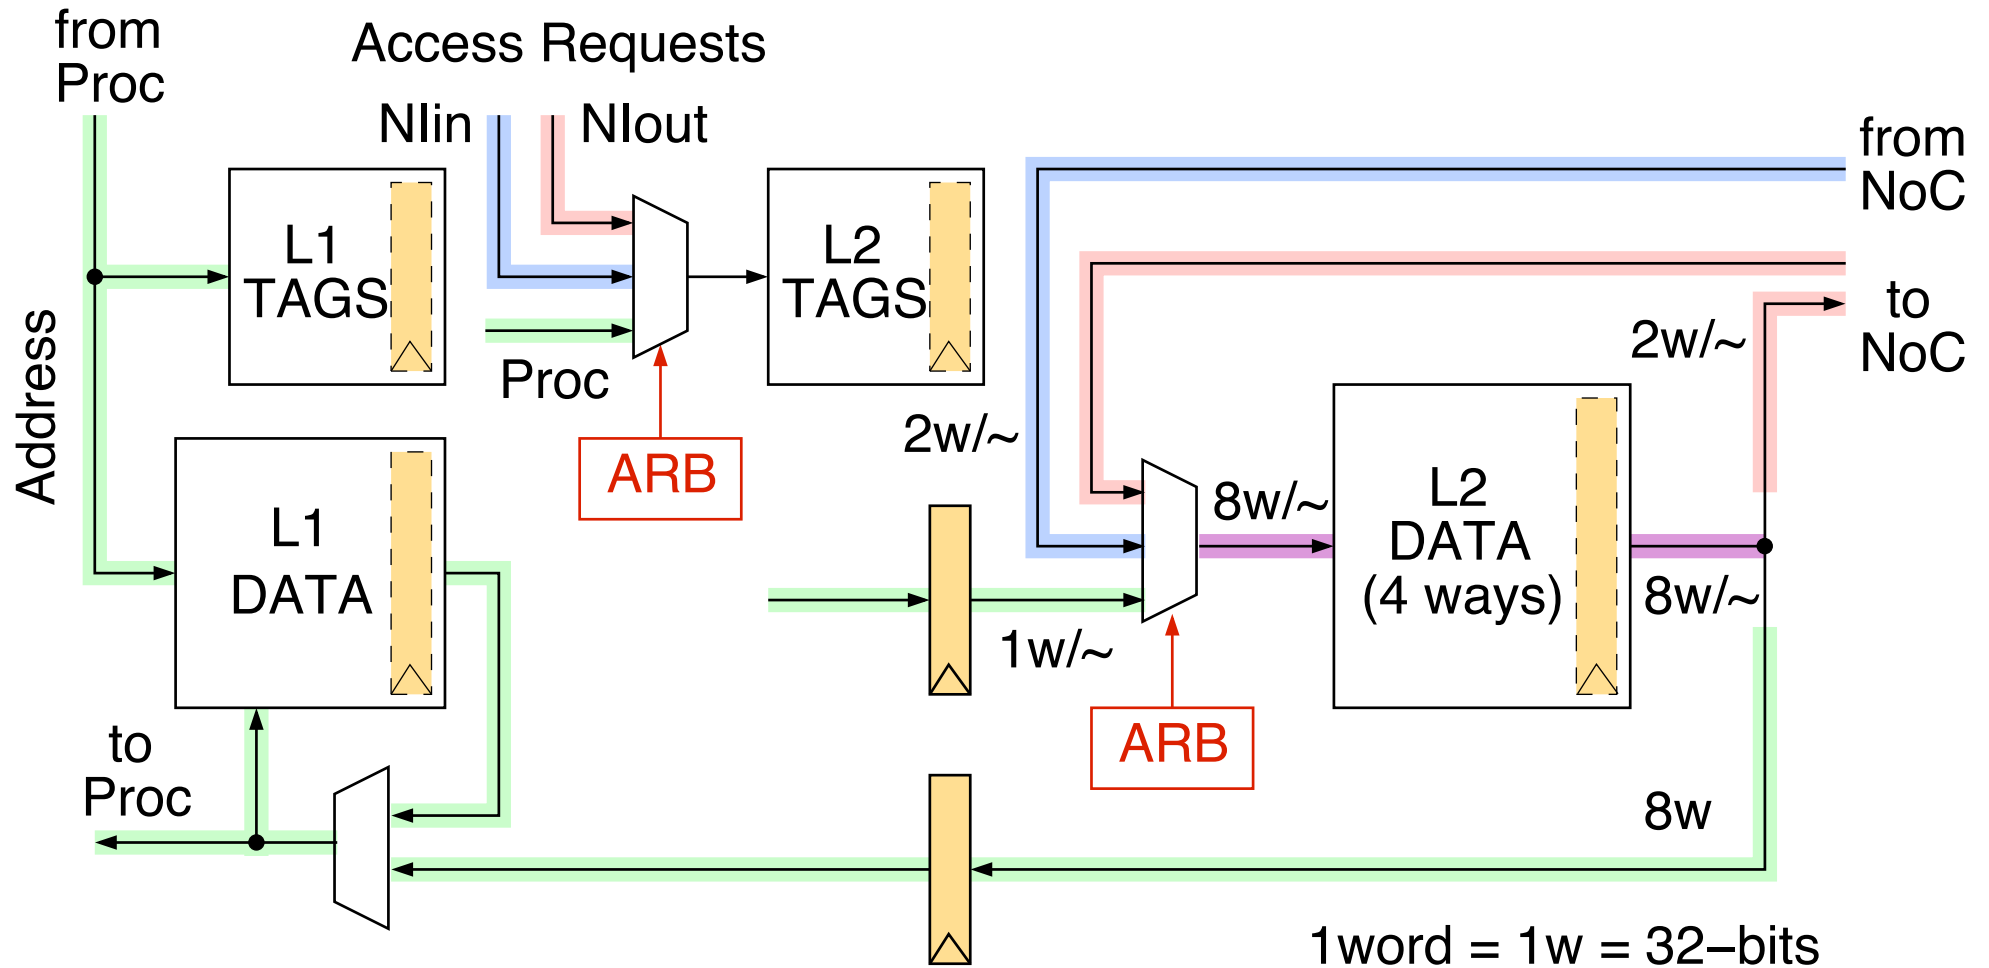 from
Proc
Access Requests
NIin
NIout
from
NoC
to
NoC
L1
TAGS
L2
TAGS
Proc
ARB
Address
2w/~
2w/~
L1
DATA
8w/~
L2
DATA
(4 ways)
8w/~
1w/~
ARB
to
Proc
8w
1word = 1w = 32−bits